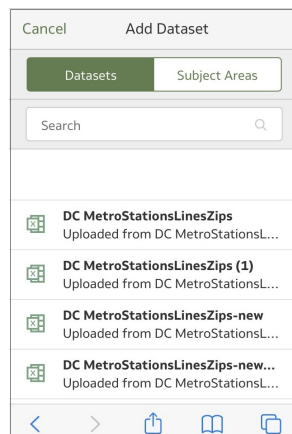 Cancel Add Dataset
Datasets Subject Areas
Search
DC MetroStationsLinesZips
Uploaded from DC MetroStationsL...
DC MetroStationsLinesZips (1)
Uploaded from DC MetroStationsL...
DC MetroStationsLinesZips-new
Uploaded from DC MetroStationsL...
DC MetroStationsLinesZips-new...
Uploaded from DC MetroStationsL...